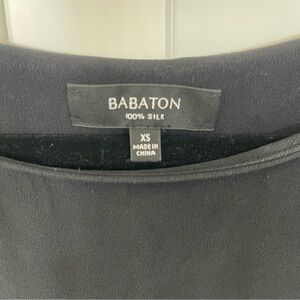 BABATON
100% SILK
XS
MADE IN
CHINA